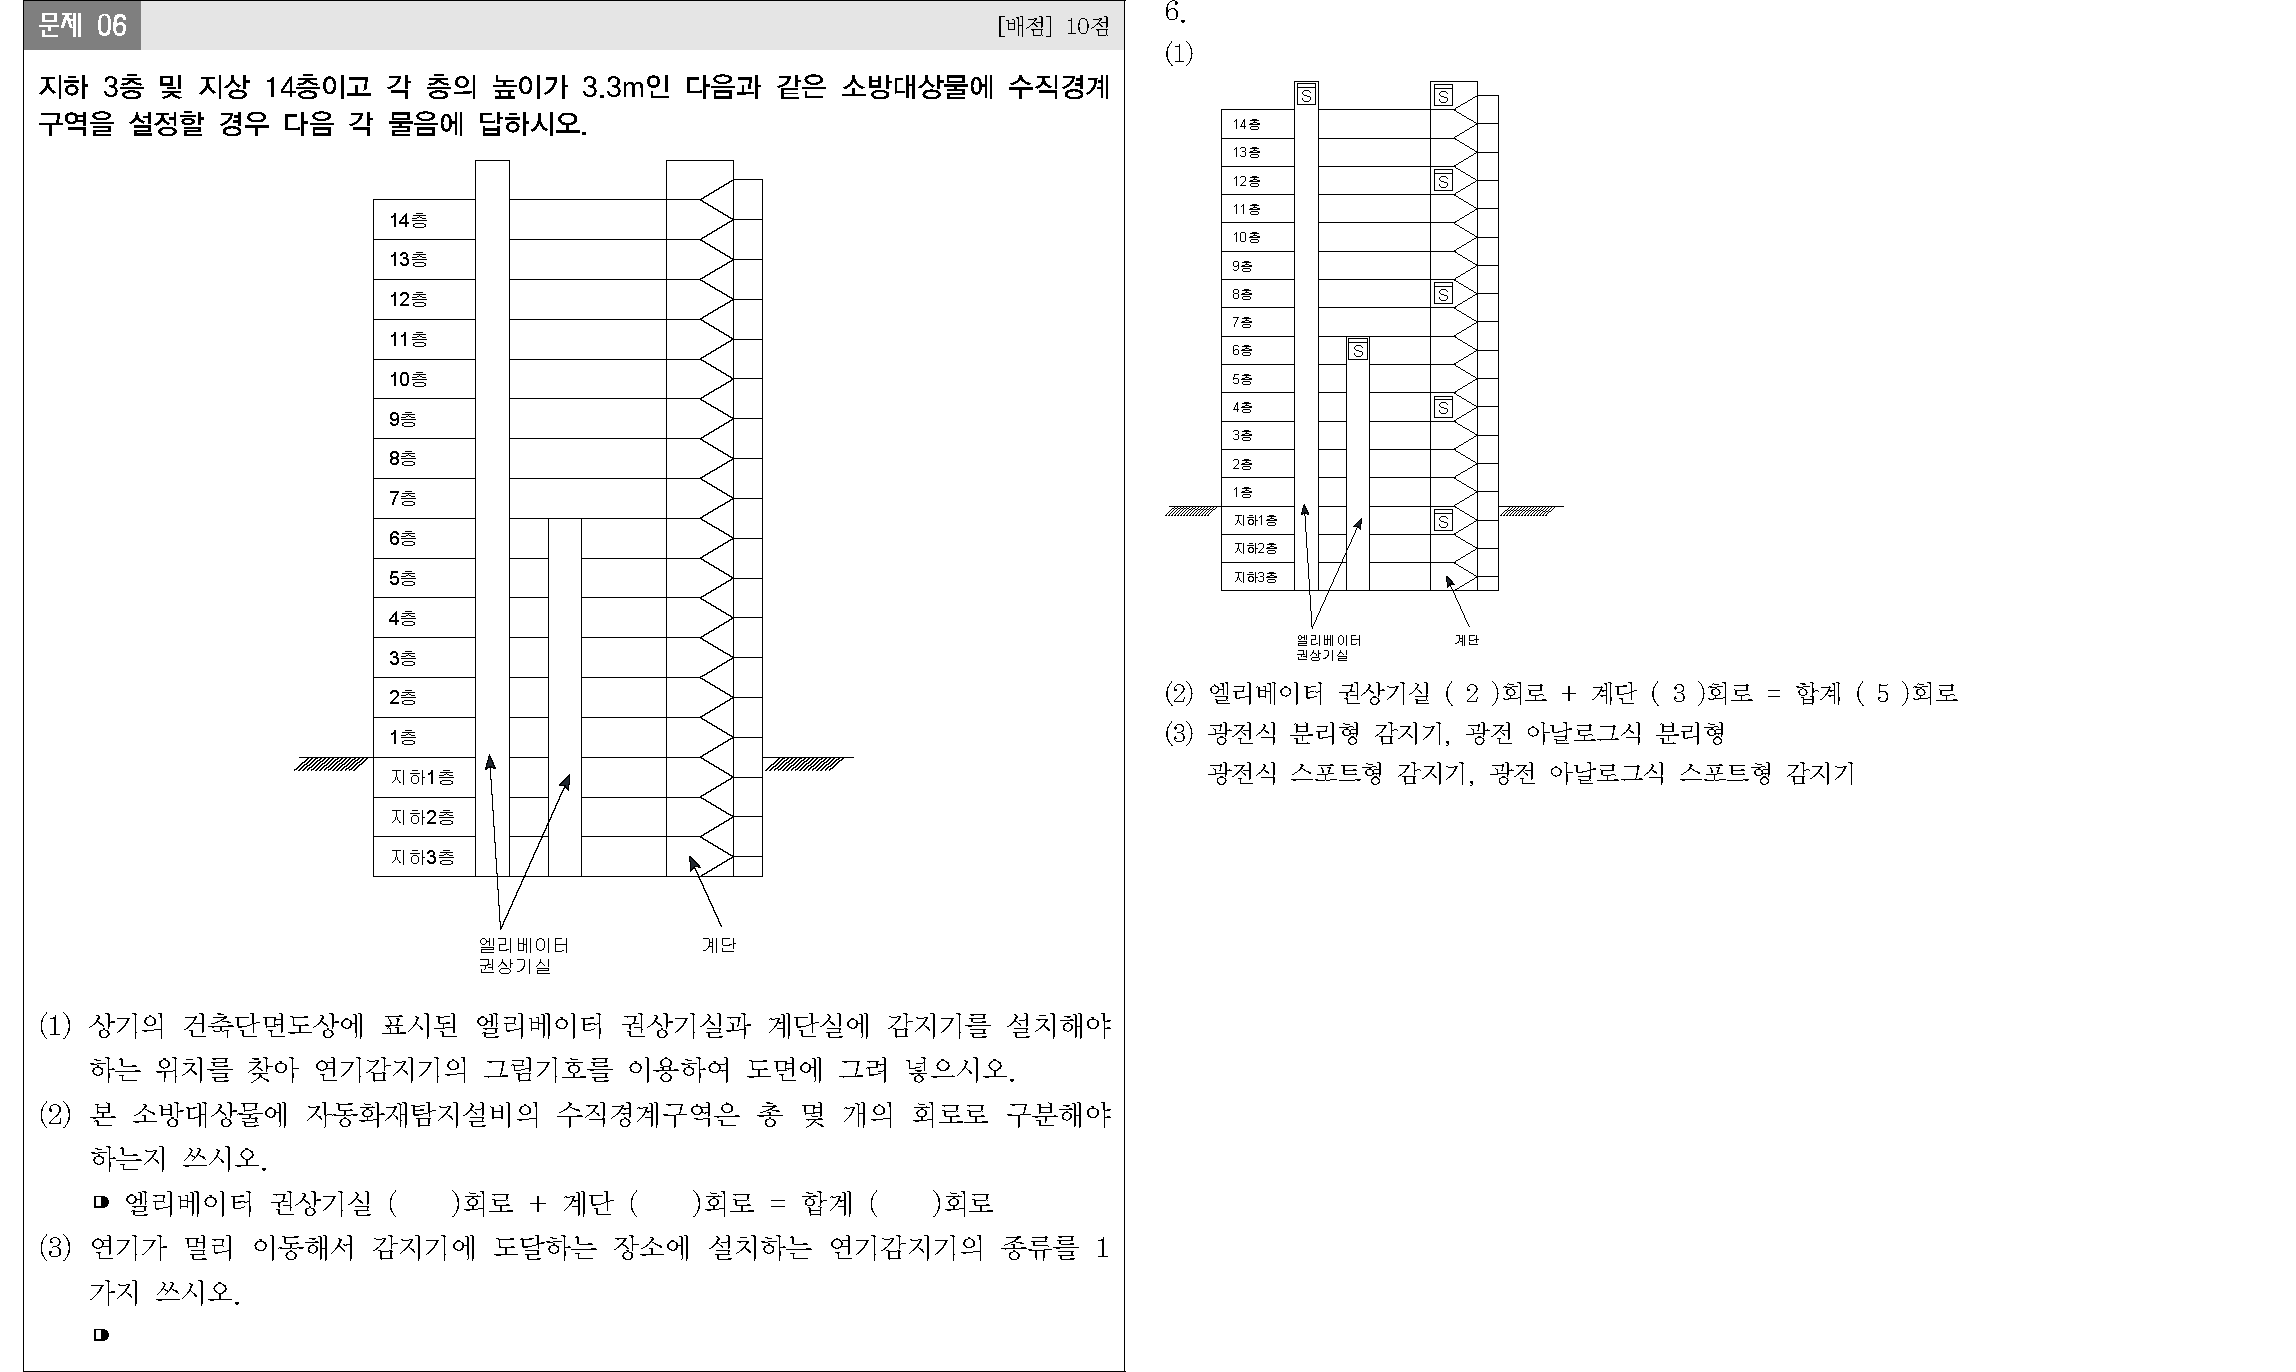 문제 06
[배점] 10점
지하 3층 및 지상 14층이고 각 층의 높이가 3.3m인 다음과 같은 소방대상물에 수직경계
구역을 설정할 경우 다음 각 물음에 답하시오.
14층
13층
12층
11층
10층
9층
8층
7층
6층
5층
4층
3층
2층
1층
지하1층
지하2층
지하3층
엘리베이터
권상기실
계단
(1) 상기의 건축단면도상에 표시된 엘리베이터 권상기실과 계단실에 감지기를 설치해야
하는 위치를 찾아 연기감지기의 그림기호를 이용하여 도면에 그려 넣으시오.
(2) 본 소방대상물에 자동화재탐지설비의 수직경계구역은 총 몇 개의 회로로 구분해야
하는지 쓰시오.
엘리베이터 권상기실 ( )회로 + 계단 ( )회로 = 합계 ( )회로
(3) 연기가 멀리 이동해서 감지기에 도달하는 장소에 설치하는 연기감지기의 종류를 1
가지 쓰시오.
6.
(1)
S
S
14층
13층
12층
S
11층
10층
9층
8층
S
7층
6층
S
5층
4층
S
3층
2층
1층
지하1층
S
지하2층
지하3층
엘리베이터
권상기실
계단
(2) 엘리베이터 권상기실 ( 2 )회로 + 계단 ( 3 )회로 = 합계 ( 5 )회로
(3) 광전식 분리형 감지기, 광전 아날로그식 분리형
광전식 스포트형 감지기, 광전 아날로그식 스포트형 감지기